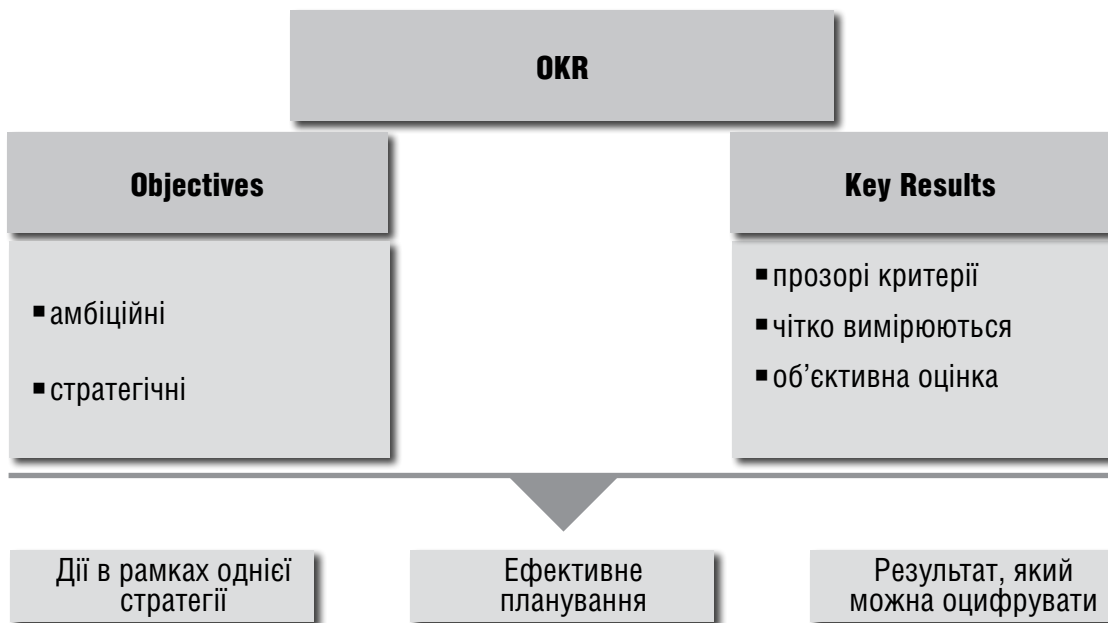 OKR
Objectives
▪амбіційні
▪стратегічні
Key Results
▪прозорі критерії
▪чітко вимірюються
▪об’єктивна оцінка
Дії в рамках однієї
стратегії
Ефективне
планування
Результат, який
можна оцифрувати